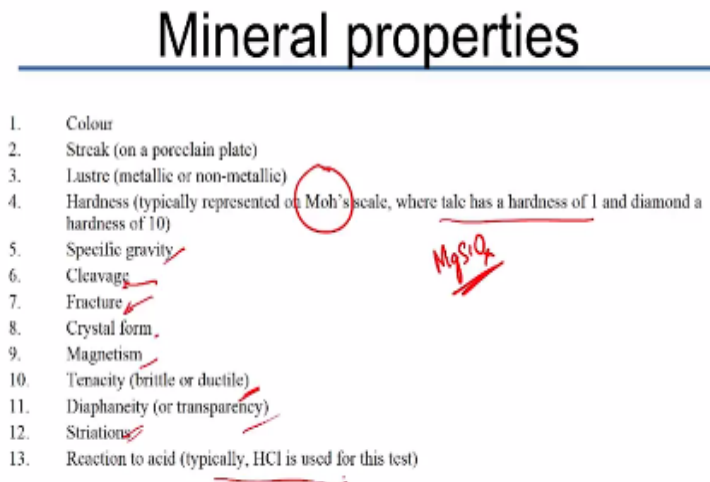 Mineral properties
1. Colour
2. Streak (on a porcelain plate)
3. Lustre (metallic or non-metallic)
4. Hardness (typically represented on Moh's scale, where talc has a hardness of 1 and diamond a
hardness of 10)
MgSiOx
5. Specific gravity
6. Cleavage
7. Fracture
8. Crystal form
9. Magnetism
10. Tenacity (brittle or ductile)
11. Diaphaneity (or transparency)
12. Striations
13. Reaction to acid (typically, HCl is used for this test)